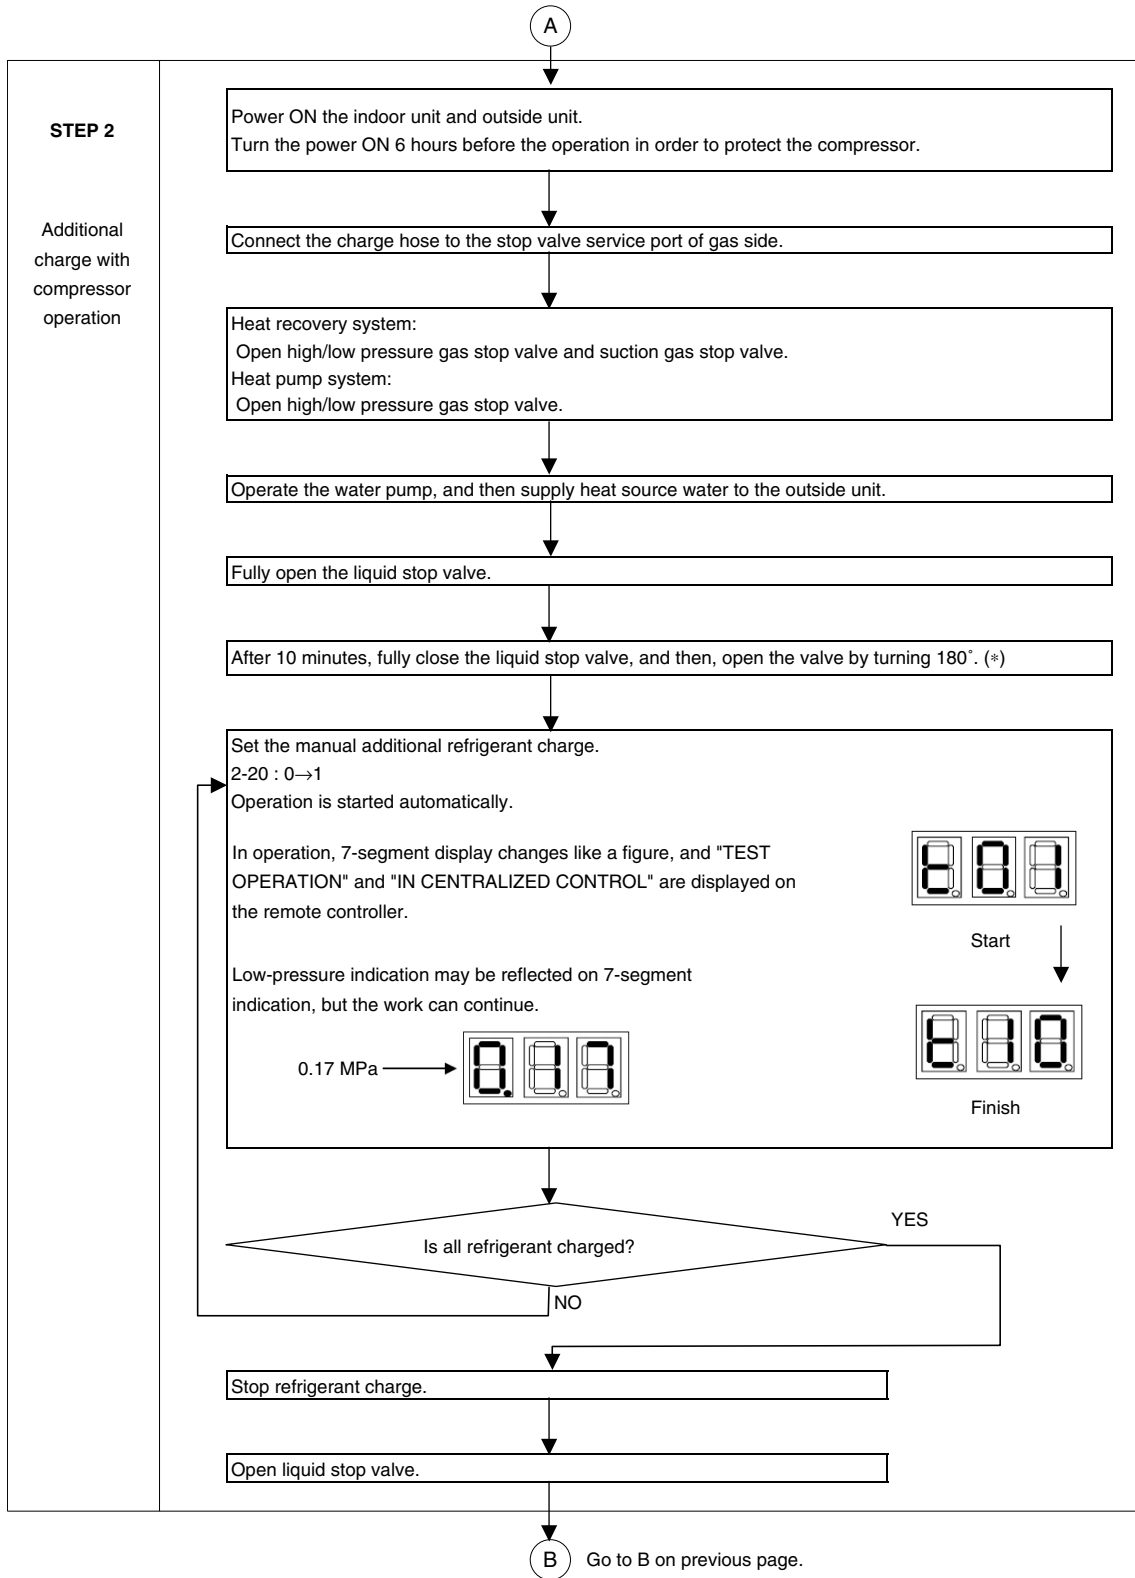 A
STEP 2
Additional
charge with
compressor
operation
Power ON the indoor unit and outside unit.
Turn the power ON 6 hours before the operation in order to protect the compressor.
Connect the charge hose to the stop valve service port of gas side.
Heat recovery system:
Open high/low pressure gas stop valve and suction gas stop valve.
Heat pump system:
Open high/low pressure gas stop valve.
Operate the water pump, and then supply heat source water to the outside unit.
Fully open the liquid stop valve.
After 10 minutes, fully close the liquid stop valve, and then, open the valve by turning 180˚. (*)
Set the manual additional refrigerant charge.
2-20 : 0→1
Operation is started automatically.
In operation, 7-segment display changes like a figure, and "TEST
OPERATION" and "IN CENTRALIZED CONTROL" are displayed on
the remote controller.
t01
Start
Low-pressure indication may be reflected on 7-segment
indication, but the work can continue.
0.17 MPa
0.17
t10
Finish
Is all refrigerant charged?
YES
NO
Stop refrigerant charge.
Open liquid stop valve.
B
Go to B on previous page.